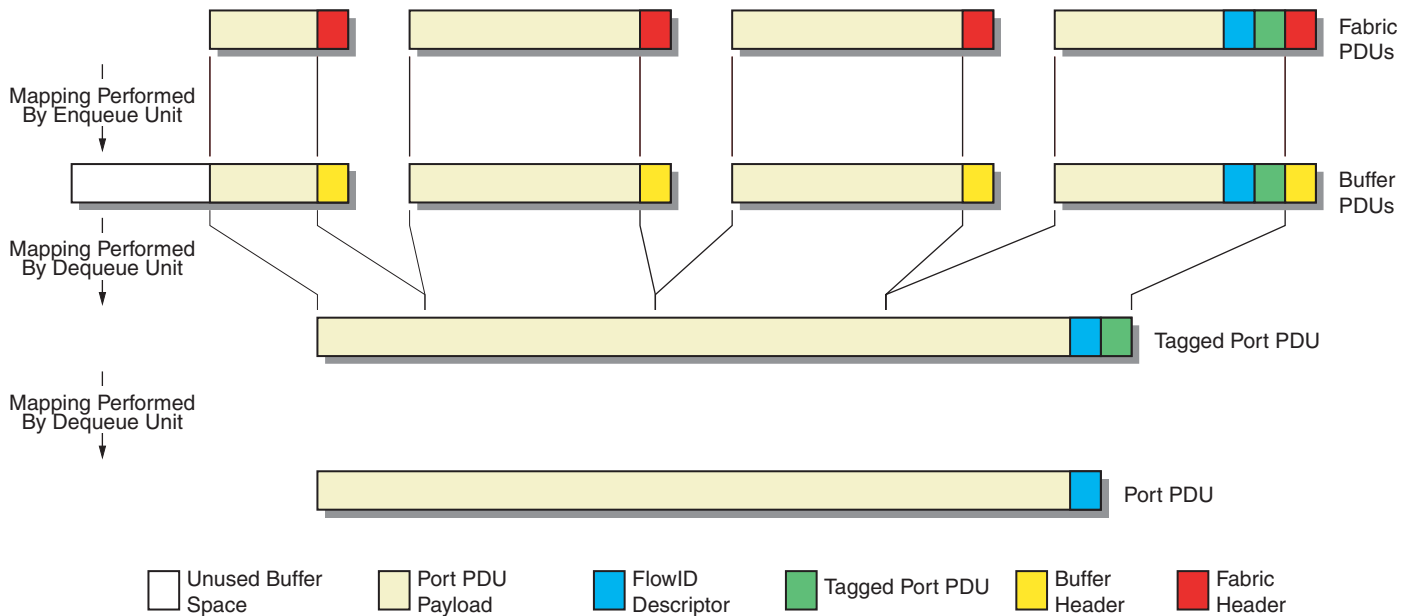 Fabric
PDUs
Mapping Performed
By Enqueue Unit
Buffer
PDUs
Mapping Performed
By Dequeue Unit
Tagged Port PDU
Mapping Performed
By Dequeue Unit
Port PDU
Unused Buffer
Space
Port PDU
Payload
FlowID
Descriptor
Tagged Port PDU
Buffer
Header
Fabric
Header